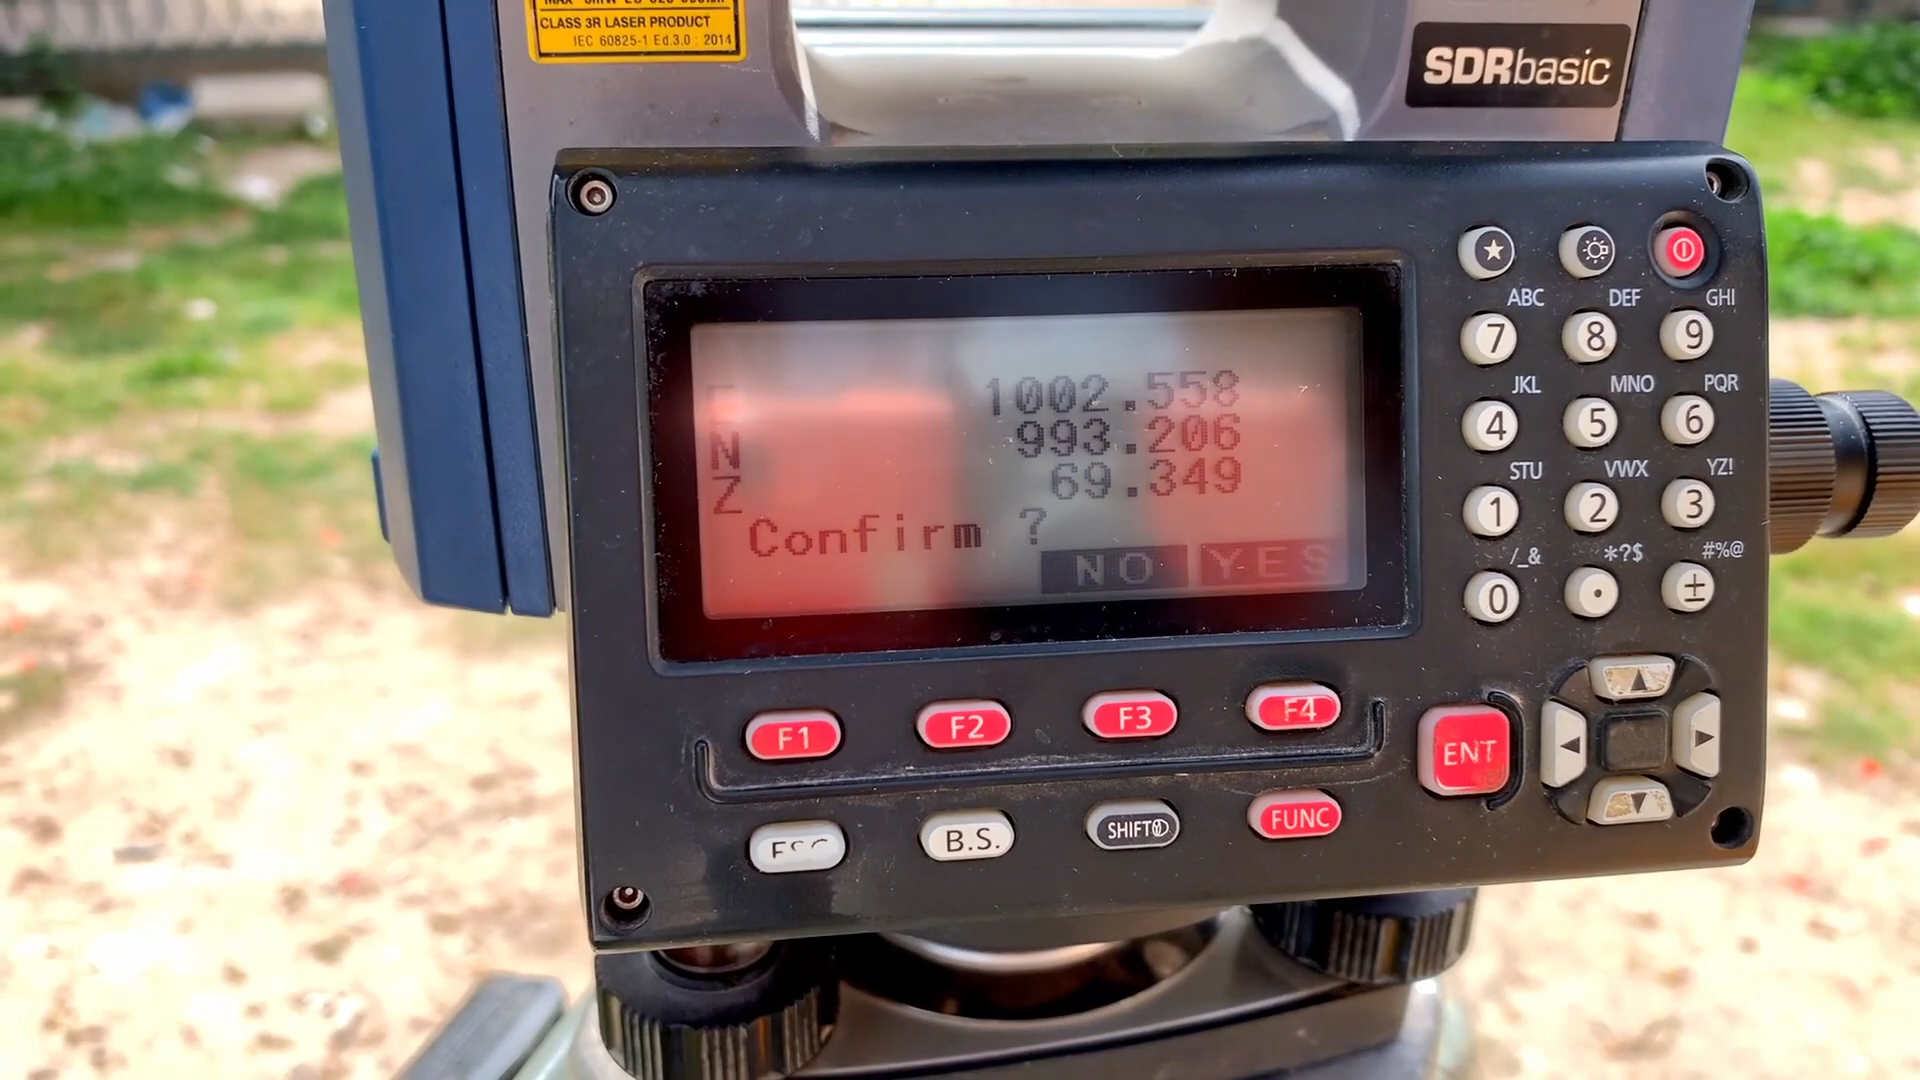 CLASS 3R LASER PRODUCT
IEC 60825-1 Ed.3.0 : 2014
SDRbasic
E 1002.558
N 993.206
Z 69.349
Confirm ?
NO YES
ABC DEF GHI
7 8 9
JKL MNO PQR
4 5 6
STU VWX YZ!
1 2 3
/_& *?$ #%@
0 . ±
F1 F2 F3 F4
ENT
ESC B.S. SHIFT FUNC